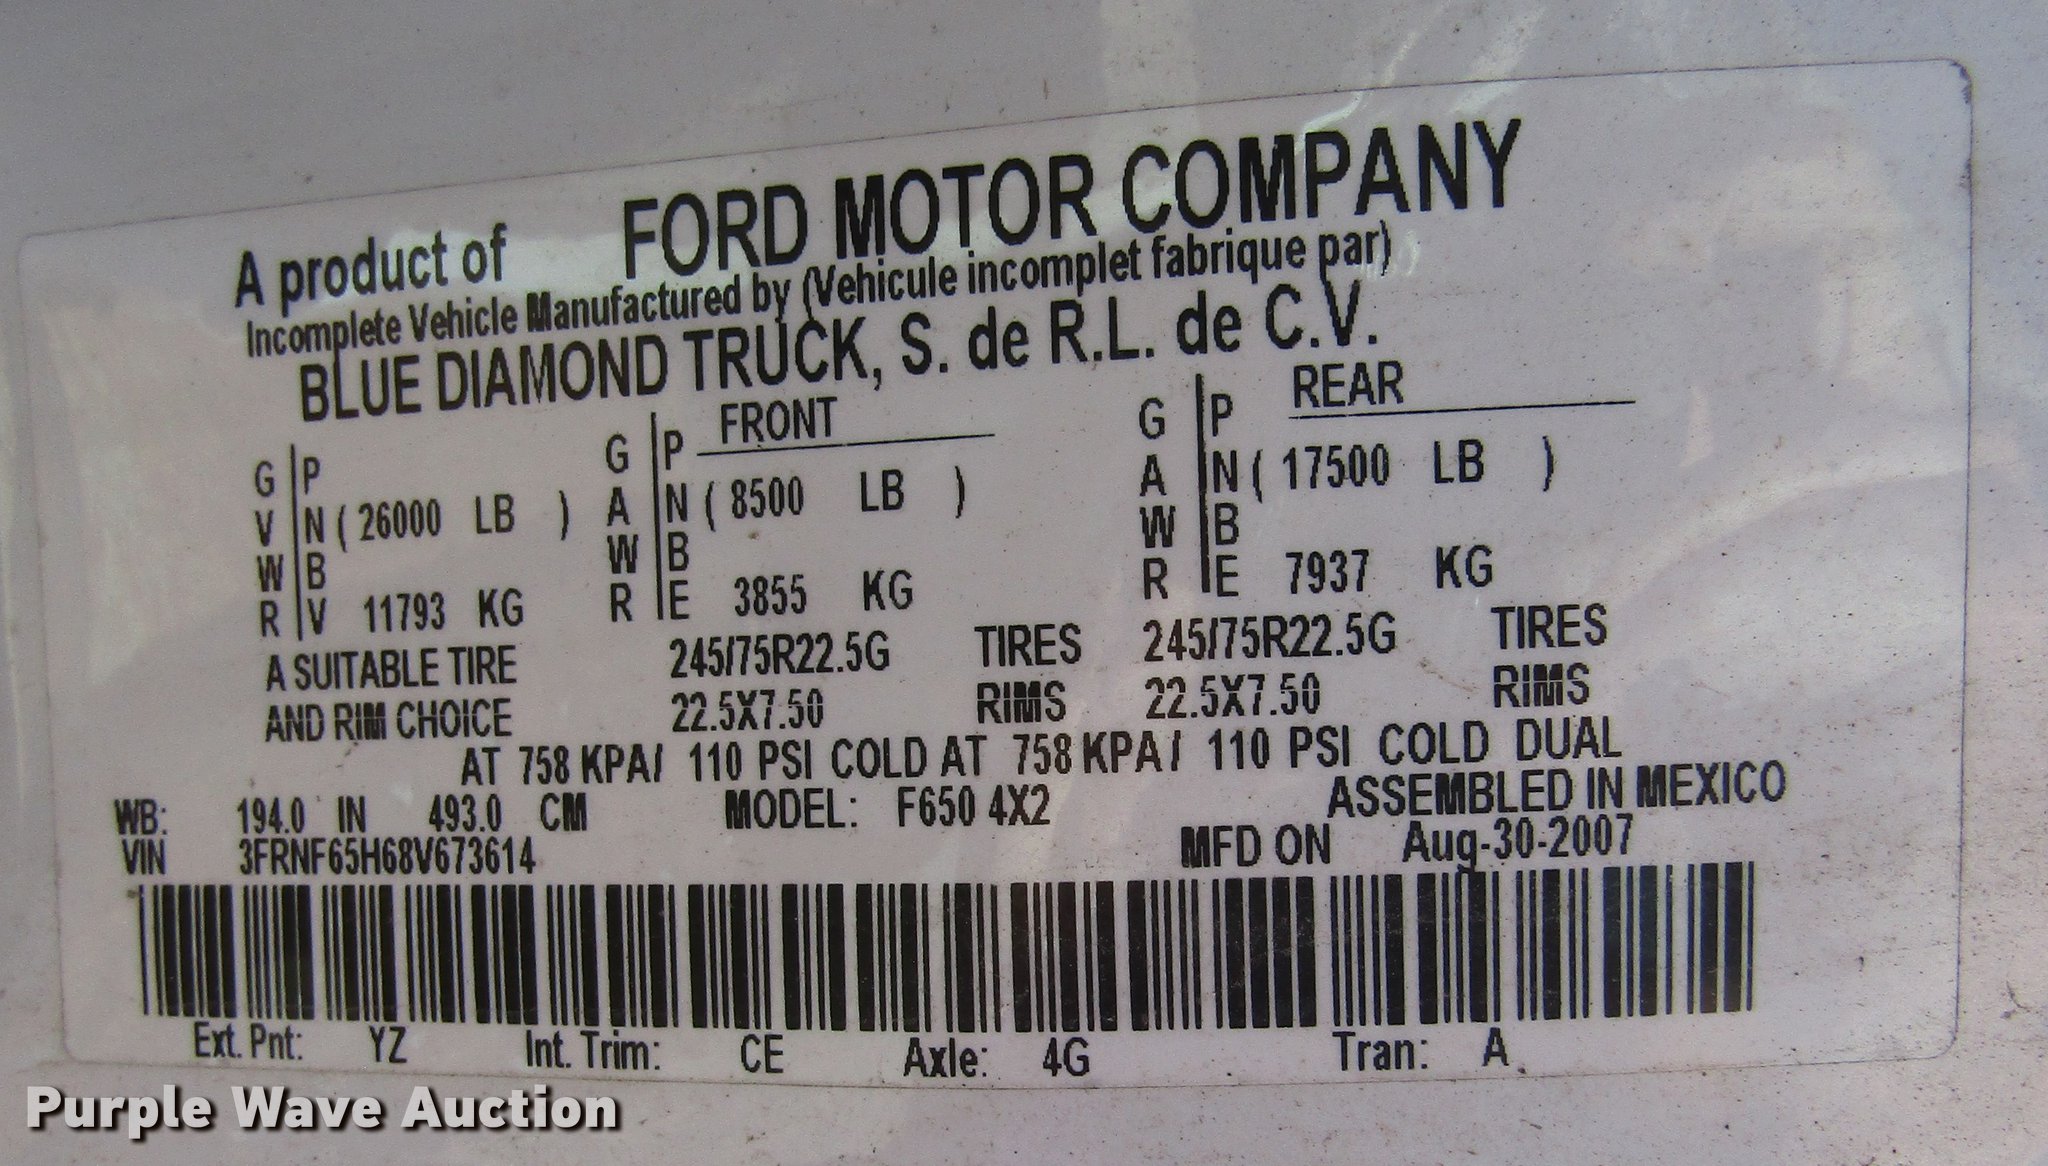 A product of FORD MOTOR COMPANY
Incomplete Vehicle Manufactured by (Vehicule incomplet fabrique par)
BLUE DIAMOND TRUCK, S. de R.L. de C.V.
FRONT REAR
G P G P G P
V N ( 26000 LB ) A N ( 8500 LB ) A N ( 17500 LB )
W B W B W B
R V 11793 KG R E 3855 KG R E 7937 KG
A SUITABLE TIRE 245/75R22.5G TIRES 245/75R22.5G TIRES
AND RIM CHOICE 22.5X7.50 RIMS 22.5X7.50 RIMS
AT 758 KPA/ 110 PSI COLD AT 758 KPA/ 110 PSI COLD DUAL
WB: 194.0 IN 493.0 CM MODEL: F650 4X2 ASSEMBLED IN MEXICO
VIN 3FRNF65H68V673614 MFD ON Aug-30-2007
Ext. Pnt: YZ Int. Trim: CE Axle: 4G Tran: A
Purple Wave Auction